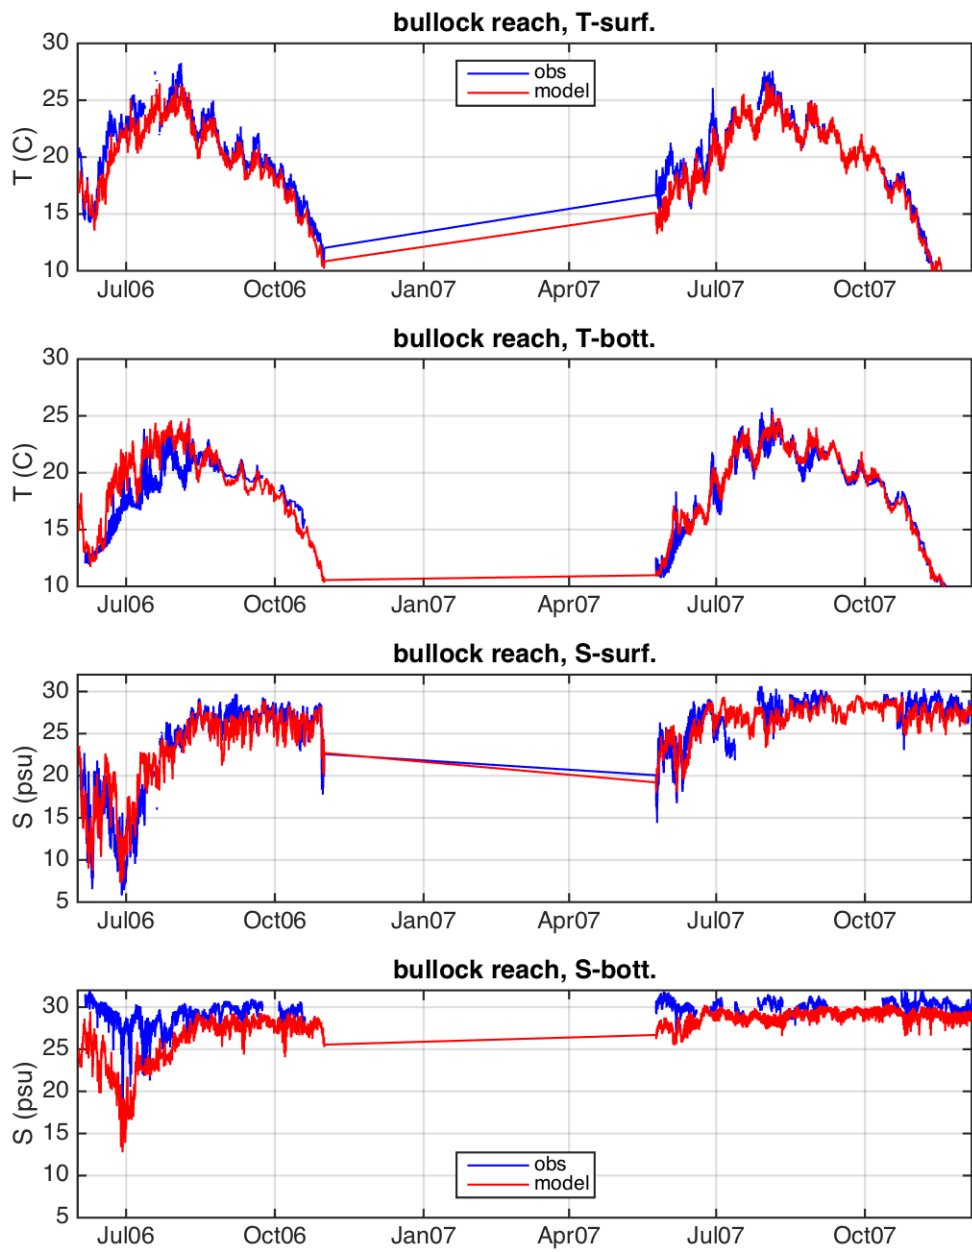 bullock reach, T-surf.
30
25
20
15
10
T (C)
obs
model
Jul06 Oct06 Jan07 Apr07 Jul07 Oct07
bullock reach, T-bott.
30
25
20
15
10
T (C)
Jul06 Oct06 Jan07 Apr07 Jul07 Oct07
bullock reach, S-surf.
30
25
20
15
10
5
S (psu)
Jul06 Oct06 Jan07 Apr07 Jul07 Oct07
bullock reach, S-bott.
30
25
20
15
10
5
S (psu)
obs
model
Jul06 Oct06 Jan07 Apr07 Jul07 Oct07